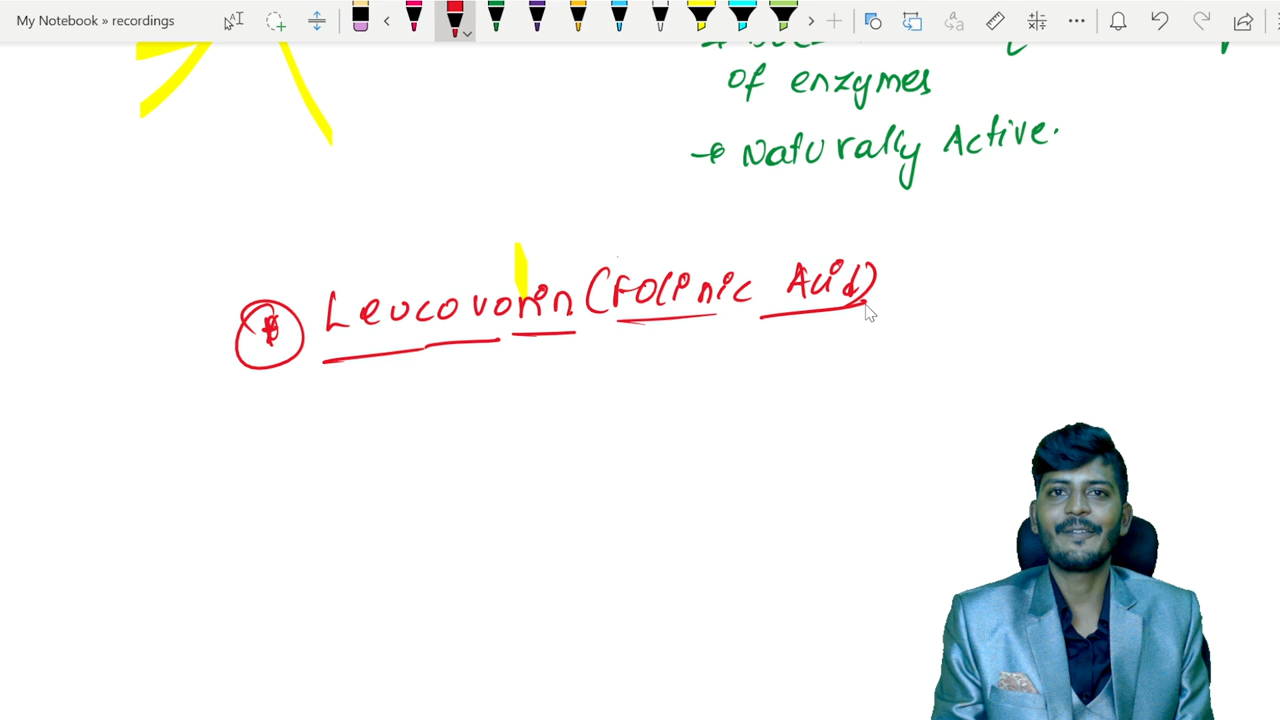 My Notebook » recordings
of enzymes
→ Naturally Active.
Leucovorin (Folinic Acid)